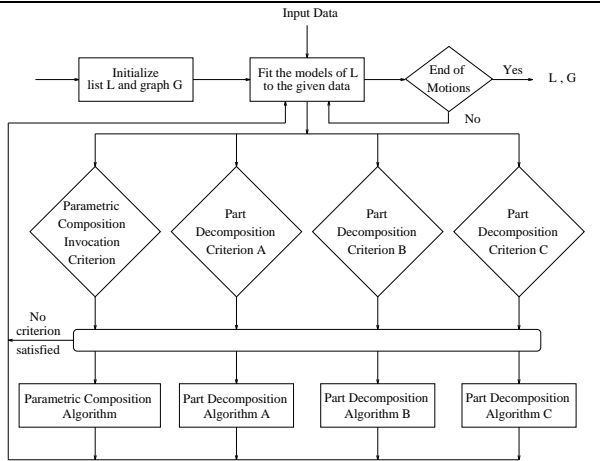 Input Data
Initialize
list L and graph G
Fit the models of L
to the given data
End of
Motions
Yes
L , G
No
Parametric
Composition
Invocation
Criterion
Part
Decomposition
Criterion A
Part
Decomposition
Criterion B
Part
Decomposition
Criterion C
No
criterion
satisfied
Parametric Composition
Algorithm
Part Decomposition
Algorithm A
Part Decomposition
Algorithm B
Part Decomposition
Algorithm C